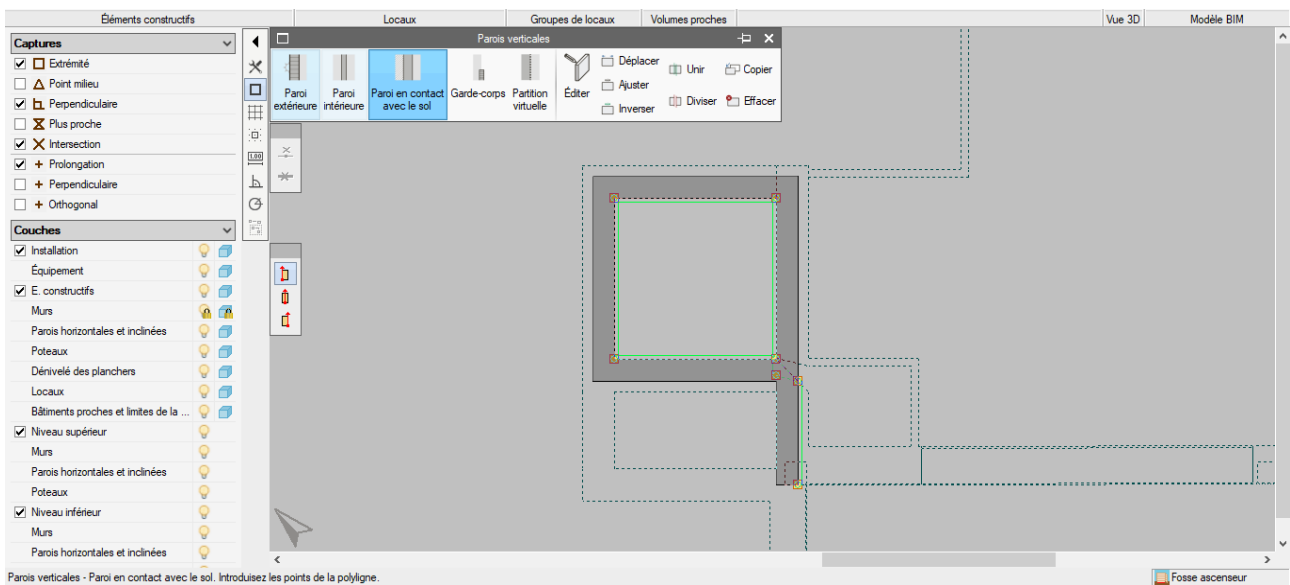 Éléments constructifs
Locaux
Groupes de locaux
Volumes proches
Vue 3D
Modèle BIM
Captures
Extrémité
Point milieu
Perpendiculaire
Plus proche
Intersection
Prolongation
Perpendiculaire
Orthogonal
Couches
Installation
Équipement
E. constructifs
Murs
Parois horizontales et inclinées
Poteaux
Dénivelé des planchers
Locaux
Bâtiments proches et limites de la ...
Niveau supérieur
Murs
Parois horizontales et inclinées
Poteaux
Niveau inférieur
Murs
Parois horizontales et inclinées
1.00
Parois verticales
Paroi
extérieure
Paroi
intérieure
Paroi en contact
avec le sol
Garde-corps
Partition
virtuelle
Éditer
Déplacer
Ajuster
Inverser
Unir
Diviser
Copier
Effacer
Parois verticales - Paroi en contact avec le sol. Introduisez les points de la polyligne.
Fosse ascenseur